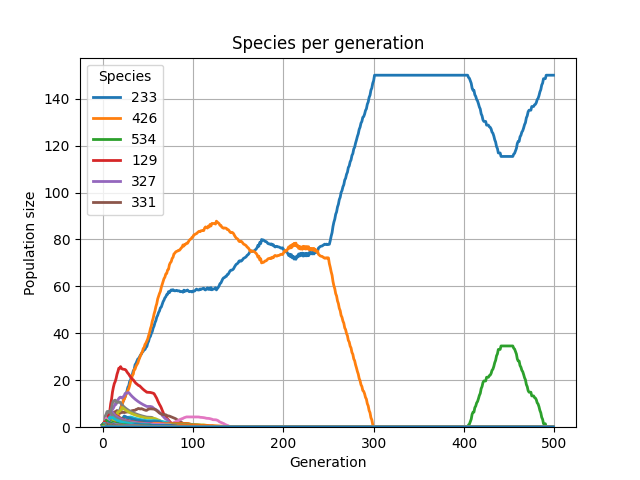 Species per generation
Species
233
426
534
129
327
331
Population size
140
120
100
80
60
40
20
0
0 100 200 300 400 500
Generation